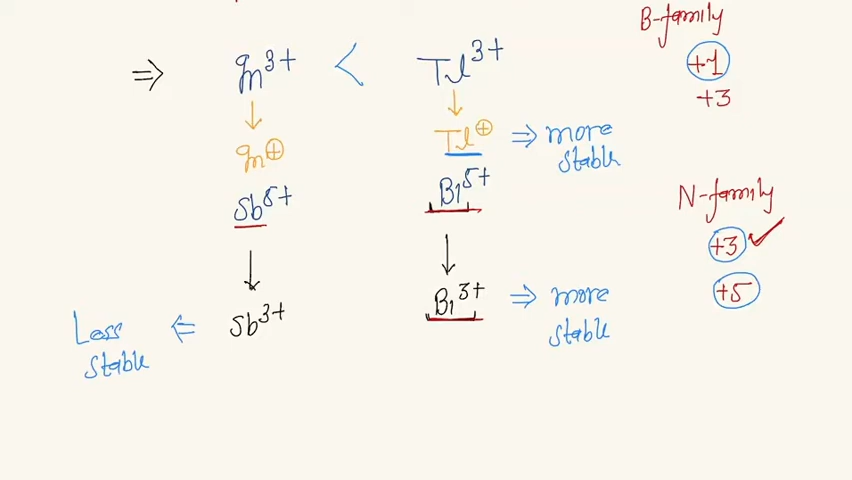 B-family
⇒ In³⁺ < Tl³⁺
+1
+3
↓ ↓
In⊕ Tl⊕ ⇒ more
stable
Sb⁵⁺ Bi⁵⁺
N-family
+3 ✓
↓ ↓
+5
Sb³⁺ Bi³⁺ ⇒ more
stable
Less ⇐
stable